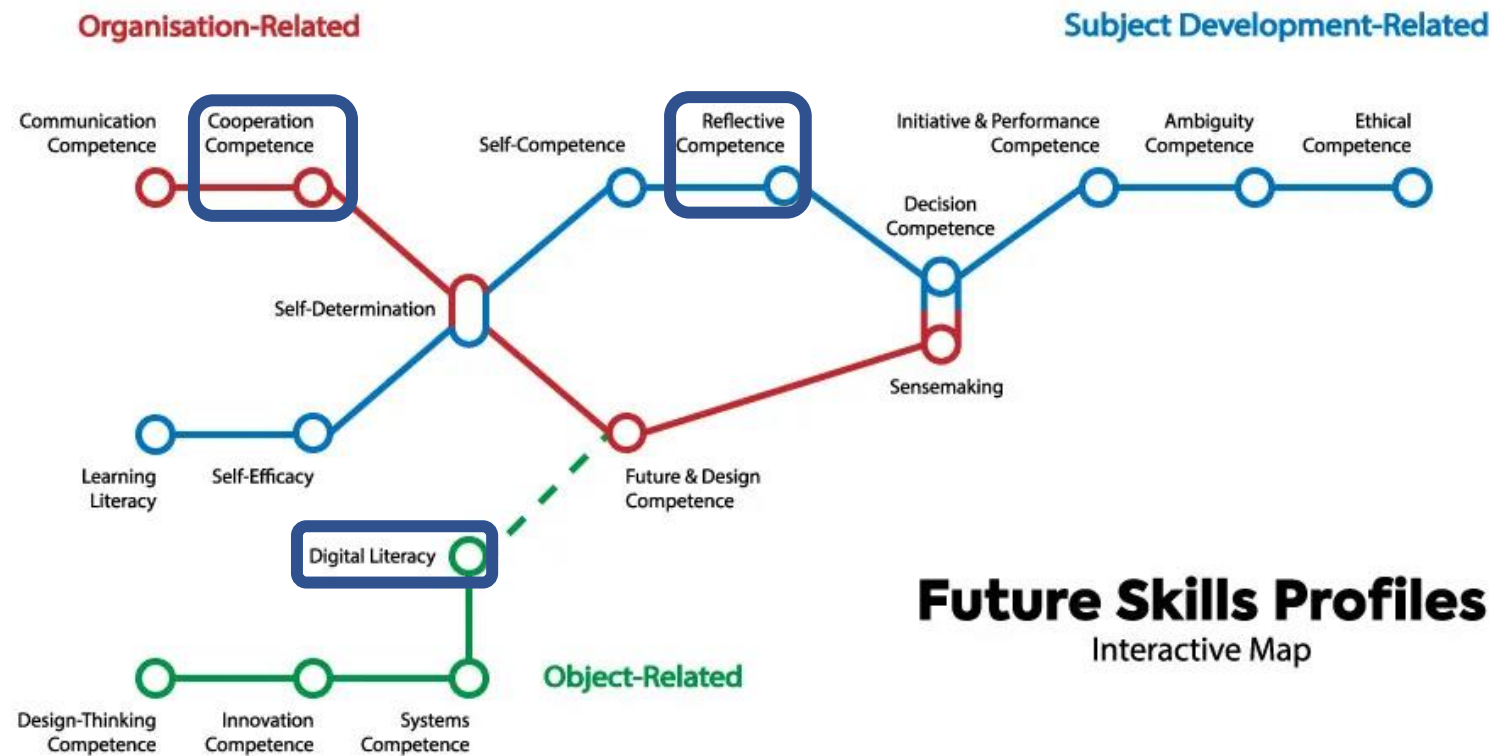 Organisation-Related
Subject Development-Related
Communication
Competence
Cooperation
Competence
Self-Competence
Reflective
Competence
Initiative & Performance
Competence
Ambiguity
Competence
Ethical
Competence
Decision
Competence
Self-Determination
Sensemaking
Learning
Literacy
Self-Efficacy
Future & Design
Competence
Digital Literacy
Future Skills Profiles
Interactive Map
Object-Related
Design-Thinking
Competence
Innovation
Competence
Systems
Competence